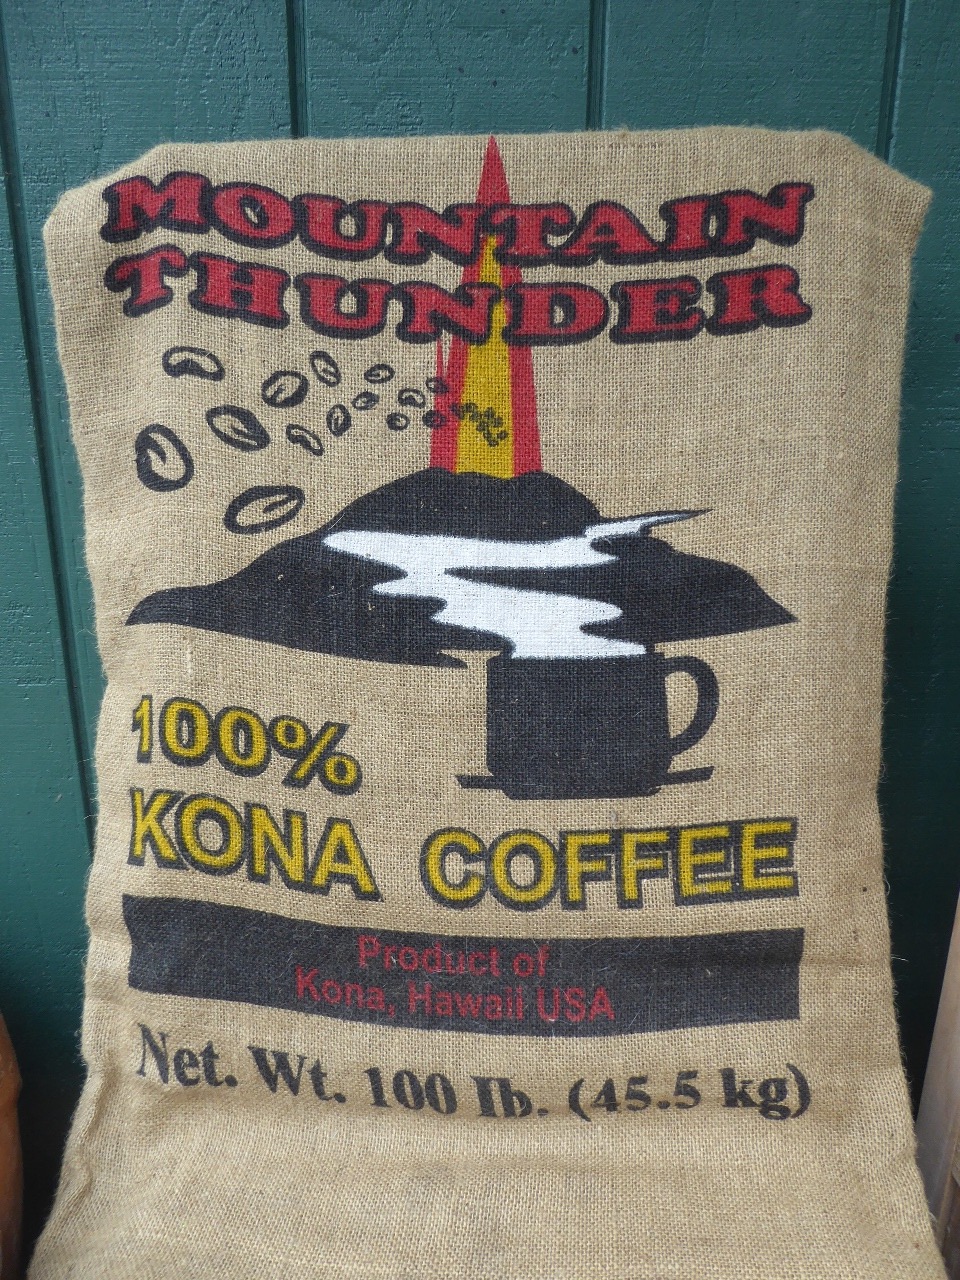 MOUNTAIN
THUNDER
100%
KONA COFFEE
Product of
Kona, Hawaii USA
Net. Wt. 100 lb. (45.5 kg)